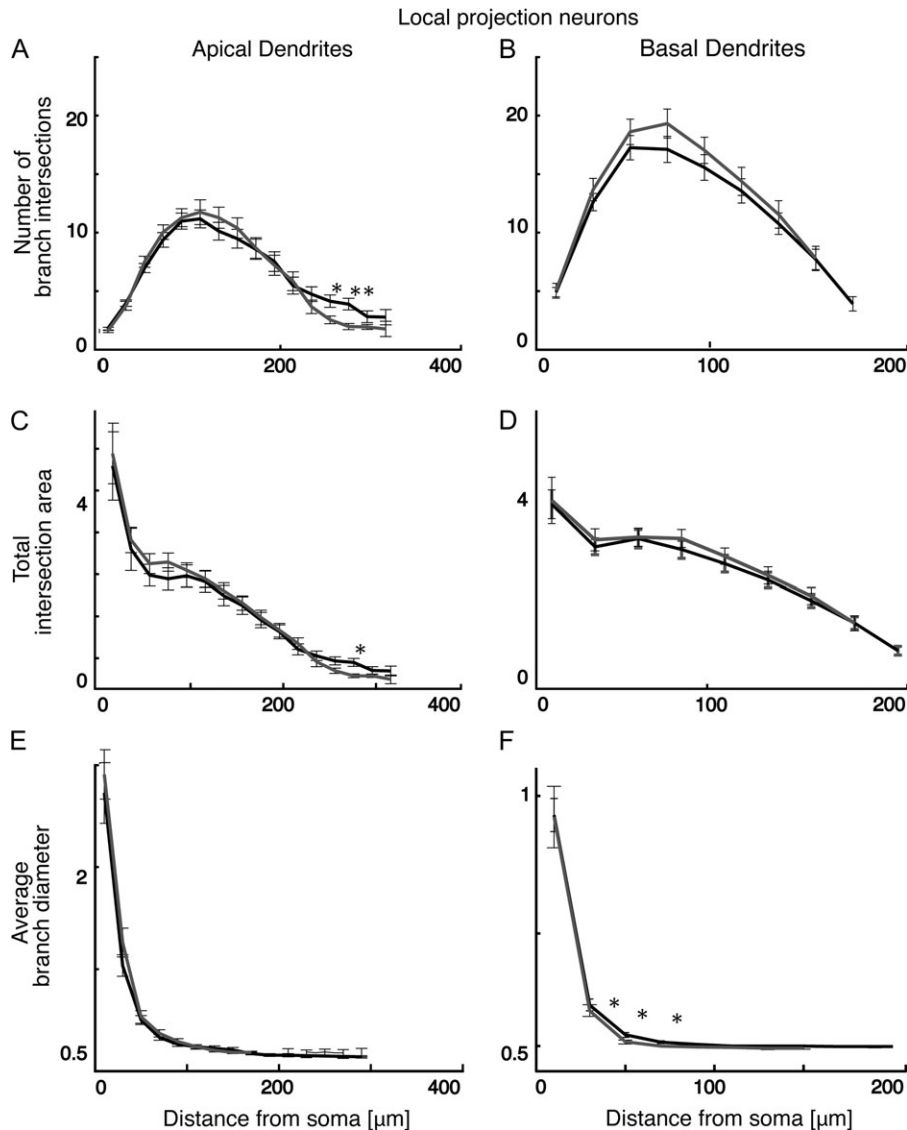 Local projection neurons
A
Apical Dendrites
B
Basal Dendrites
Number of
branch intersections
20
10
0
* **
0
200
400
20
10
0
0
100
200
C
Total
intersection area
4
0
*
0
200
400
D
4
0
0
100
200
E
Average
branch diameter
2
0.5
0
200
400
Distance from soma [µm]
F
1
0.5
* * *
0
100
200
Distance from soma [µm]